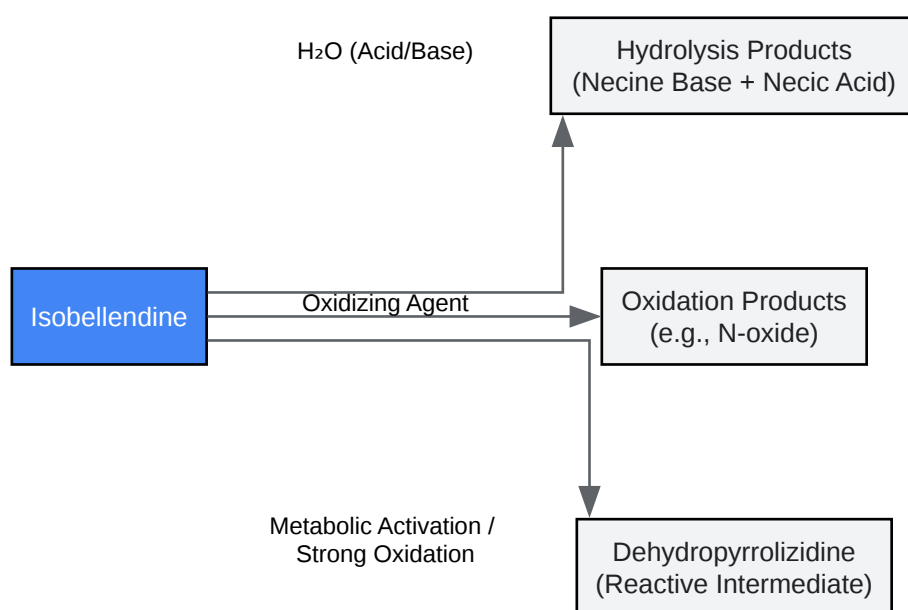 H₂O (Acid/Base)
Hydrolysis Products
(Necine Base + Necic Acid)
Isobellendine
Oxidizing Agent
Oxidation Products
(e.g., N-oxide)
Metabolic Activation /
Strong Oxidation
Dehydropyrrolizidine
(Reactive Intermediate)